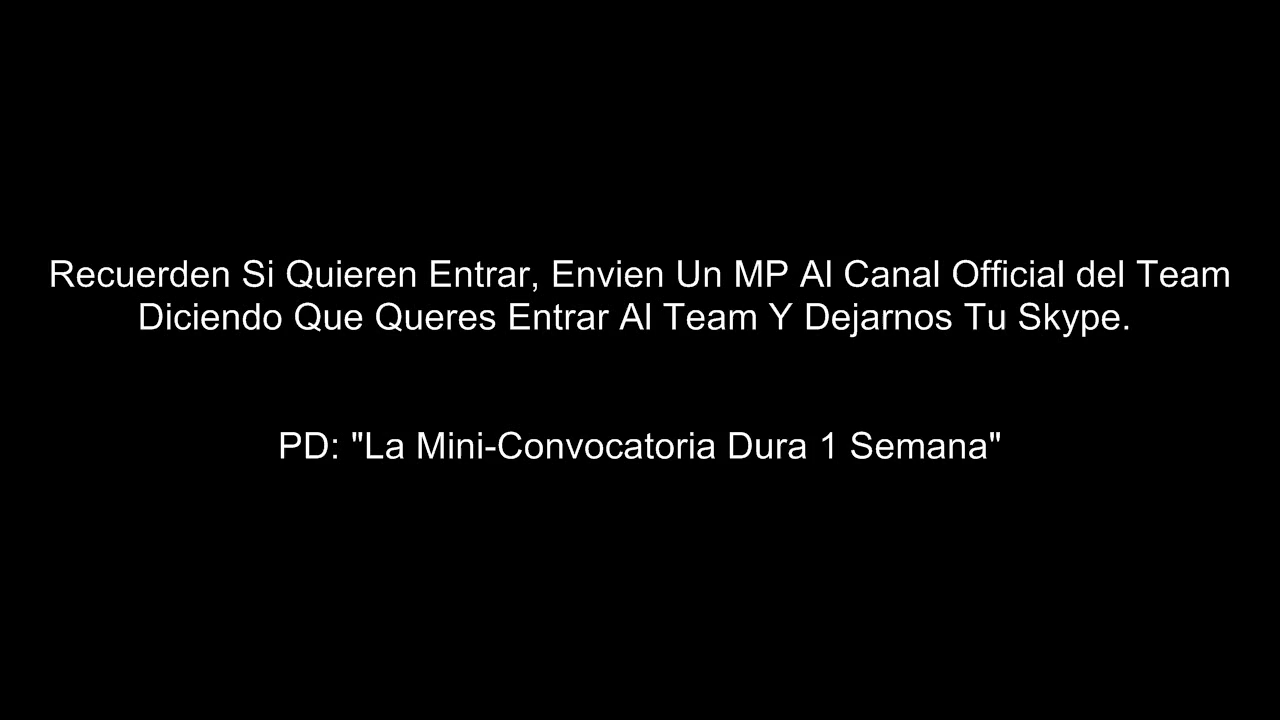 Recuerden Si Quieren Entrar, Envien Un MP Al Canal Official del Team
Diciendo Que Queres Entrar Al Team Y Dejarnos Tu Skype.
PD: "La Mini-Convocatoria Dura 1 Semana"